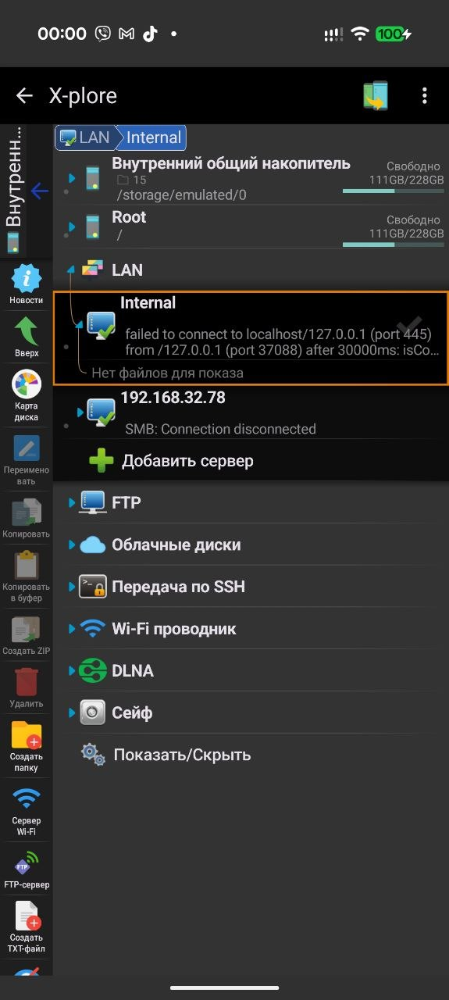 00:00
100
X-plore
LAN
Internal
Внутренн...
Внутренний общий накопитель
15
/storage/emulated/0
Свободно
111GB/228GB
Root
/
Свободно
111GB/228GB
LAN
Internal
failed to connect to localhost/127.0.0.1 (port 445)
from /127.0.0.1 (port 37088) after 30000ms: isCo...
Нет файлов для показа
192.168.32.78
SMB: Connection disconnected
Добавить сервер
FTP
Облачные диски
Передача по SSH
Wi-Fi проводник
DLNA
Сейф
Показать/Скрыть
Новости
Вверх
Карта
диска
Переимено
вать
Копировать
Копировать
в буфер
Создать ZIP
Удалить
Создать
папку
Сервер
Wi-Fi
FTP
FTP-сервер
Создать
TXT-файл